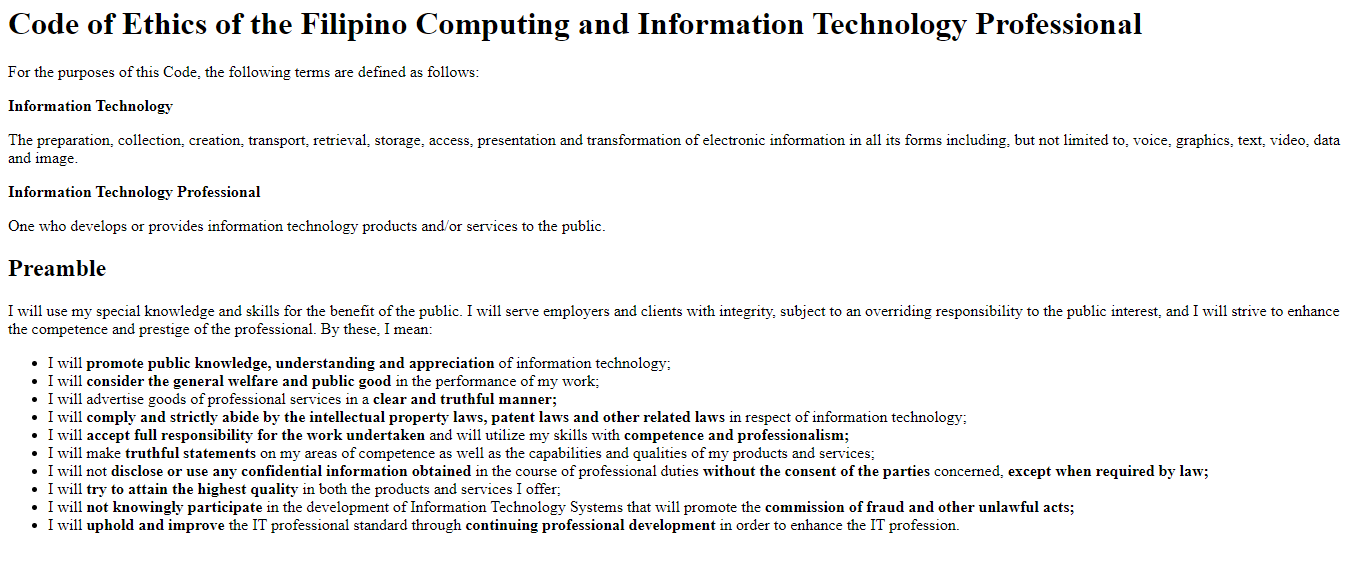 Code of Ethics of the Filipino Computing and Information Technology Professional
For the purposes of this Code, the following terms are defined as follows:
Information Technology
The preparation, collection, creation, transport, retrieval, storage, access, presentation and transformation of electronic information in all its forms including, but not limited to, voice, graphics, text, video, data
and image.
Information Technology Professional
One who develops or provides information technology products and/or services to the public.
Preamble
I will use my special knowledge and skills for the benefit of the public. I will serve employers and clients with integrity, subject to an overriding responsibility to the public interest, and I will strive to enhance
the competence and prestige of the professional. By these, I mean:
• I will promote public knowledge, understanding and appreciation of information technology;
• I will consider the general welfare and public good in the performance of my work;
• I will advertise goods of professional services in a clear and truthful manner;
• I will comply and strictly abide by the intellectual property laws, patent laws and other related laws in respect of information technology;
• I will accept full responsibility for the work undertaken and will utilize my skills with competence and professionalism;
• I will make truthful statements on my areas of competence as well as the capabilities and qualities of my products and services;
• I will not disclose or use any confidential information obtained in the course of professional duties without the consent of the parties concerned, except when required by law;
• I will try to attain the highest quality in both the products and services I offer;
• I will not knowingly participate in the development of Information Technology Systems that will promote the commission of fraud and other unlawful acts;
• I will uphold and improve the IT professional standard through continuing professional development in order to enhance the IT profession.